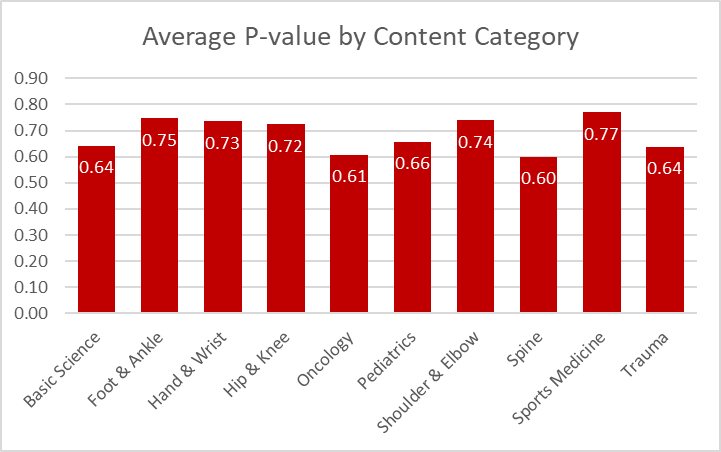 Average P-value by Content Category
0.90
0.80
0.70
0.60
0.50
0.40
0.30
0.20
0.10
0.00
0.64
0.75
0.73
0.72
0.61
0.66
0.74
0.60
0.77
0.64
Basic Science
Foot & Ankle
Hand & Wrist
Hip & Knee
Oncology
Pediatrics
Shoulder & Elbow
Spine
Sports Medicine
Trauma